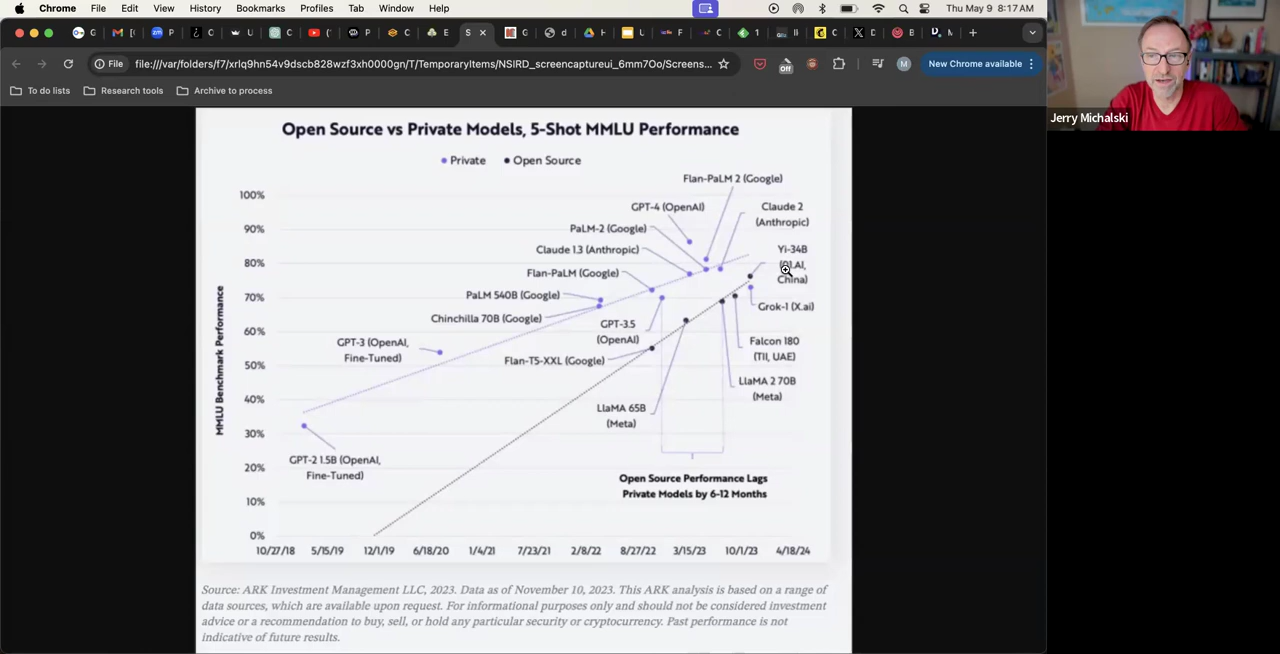 Chrome File Edit View History Bookmarks Profiles Tab Window Help Thu May 9 8:17 AM
File file:///var/folders/f7/xrlq9hn54v9dscb828wzf3xh0000gn/T/TemporaryItems/NSIRD_screencaptureui_6mm7Oo/Screens... Off M New Chrome available
To do lists Research tools Archive to process
Jerry Michalski
Open Source vs Private Models, 5-Shot MMLU Performance
Private Open Source
MMLU Benchmark Performance
100%
90%
80%
70%
60%
50%
40%
30%
20%
10%
0%
Flan-PaLM 2 (Google)
GPT-4 (OpenAI)
Claude 2
(Anthropic)
PaLM-2 (Google)
Claude 1.3 (Anthropic)
Yi-34B
China)
Flan-PaLM (Google)
PaLM 540B (Google)
Grok-1 (X.ai)
Chinchilla 70B (Google)
GPT-3.5
(OpenAI)
GPT-3 (OpenAI,
Fine-Tuned)
Falcon 180
(TII, UAE)
Flan-T5-XXL (Google)
LlaMA 2 70B
(Meta)
LlaMA 65B
(Meta)
GPT-2 1.5B (OpenAI,
Fine-Tuned)
Open Source Performance Lags
Private Models by 6-12 Months
10/27/18 5/15/19 12/1/19 6/18/20 1/4/21 7/23/21 2/8/22 8/27/22 3/15/23 10/1/23 4/18/24
Source: ARK Investment Management LLC, 2023. Data as of November 10, 2023. This ARK analysis is based on a range of
data sources, which are available upon request. For informational purposes only and should not be considered investment
advice or a recommendation to buy, sell, or hold any particular security or cryptocurrency. Past performance is not
indicative of future results.